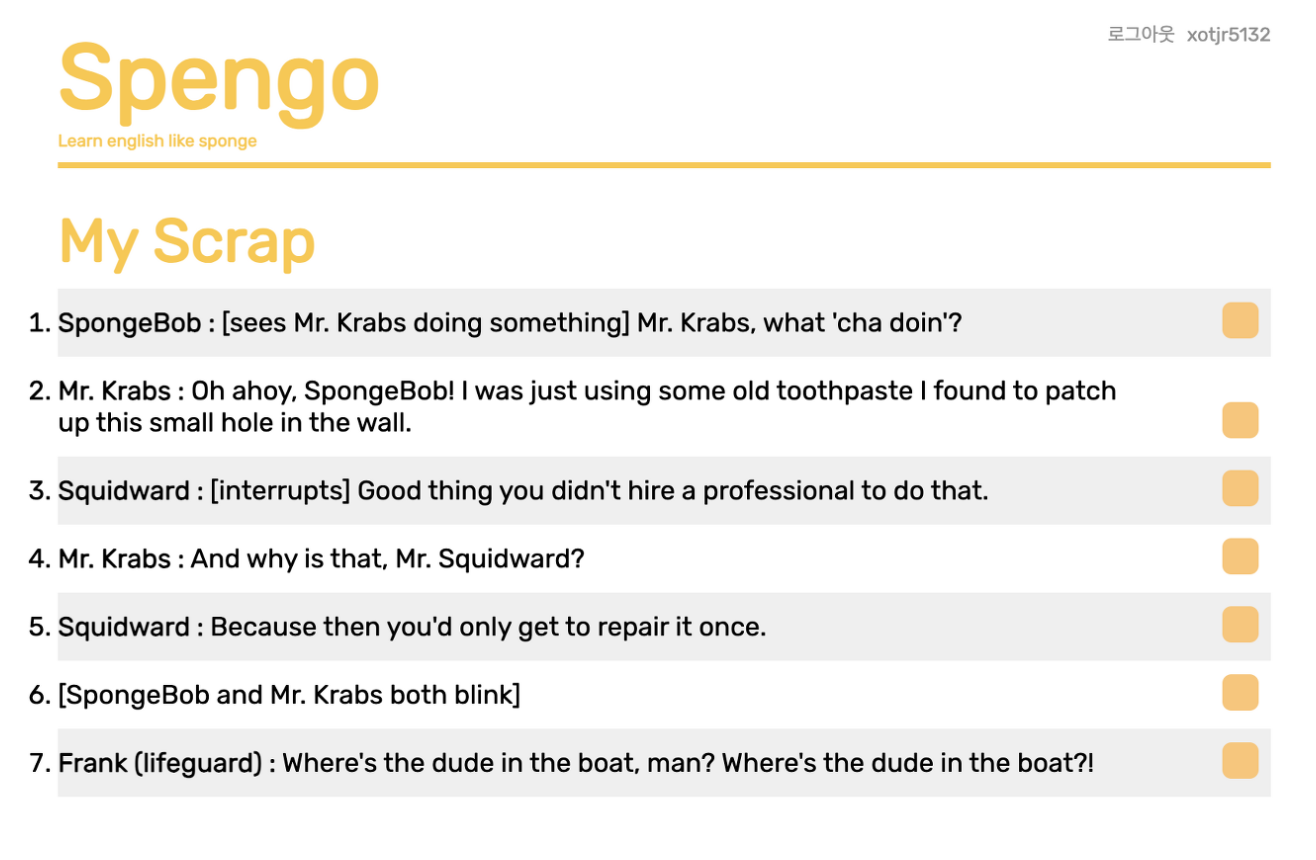 로그아웃 xotjr5132
Spengo
Learn english like sponge
My Scrap
1. SpongeBob : [sees Mr. Krabs doing something] Mr. Krabs, what 'cha doin'?
2. Mr. Krabs : Oh ahoy, SpongeBob! I was just using some old toothpaste I found to patch
up this small hole in the wall.
3. Squidward : [interrupts] Good thing you didn't hire a professional to do that.
4. Mr. Krabs : And why is that, Mr. Squidward?
5. Squidward : Because then you'd only get to repair it once.
6. [SpongeBob and Mr. Krabs both blink]
7. Frank (lifeguard) : Where's the dude in the boat, man? Where's the dude in the boat?!